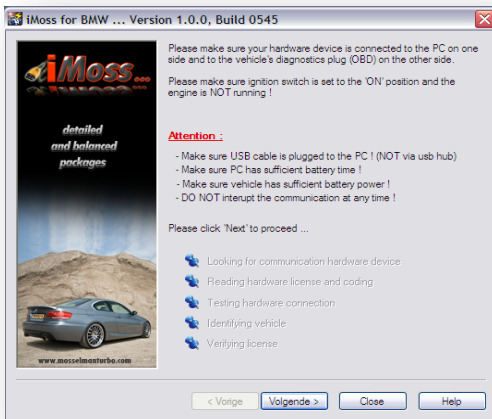 iMoss for BMW ... Version 1.0.0, Build 0545
iMoss...
detailed
and balanced
packages
www.mosselmanturbo.com
Please make sure your hardware device is connected to the PC on one
side and to the vehicle's diagnostics plug (OBD) on the other side.
Please make sure ignition switch is set to the 'ON' position and the
engine is NOT running !
Attention :
- Make sure USB cable is plugged to the PC ! (NOT via usb hub)
- Make sure PC has sufficient battery time !
- Make sure vehicle has sufficient battery power !
- DO NOT interupt the communication at any time !
Please click 'Next' to proceed ...
Looking for communication hardware device
Reading hardware license and coding
Testing hardware connection
Identifying vehicle
Verifying license
< Vorige
Volgende >
Close
Help